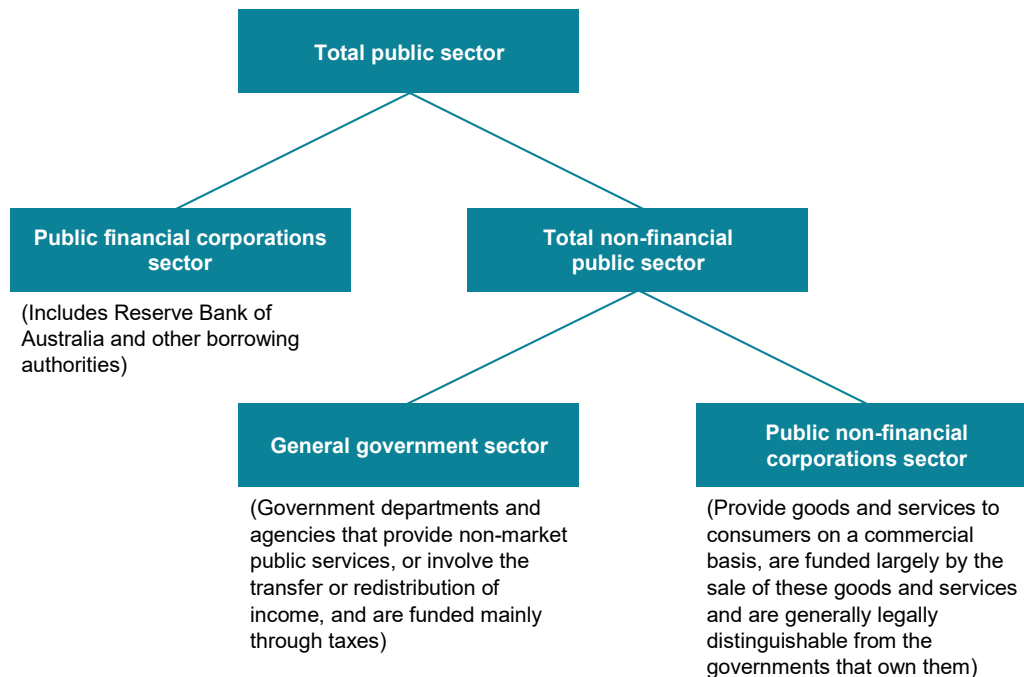 Total public sector
Public financial corporations
sector
Total non-financial
public sector
(Includes Reserve Bank of
Australia and other borrowing
authorities)
General government sector
Public non-financial
corporations sector
(Government departments and
agencies that provide non-market
public services, or involve the
transfer or redistribution of
income, and are funded mainly
through taxes)
(Provide goods and services to
consumers on a commercial
basis, are funded largely by the
sale of these goods and services
and are generally legally
distinguishable from the
governments that own them)